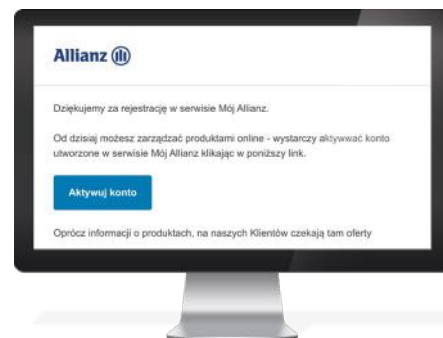 Allianz
Dziękujemy za rejestrację w serwisie Mój Allianz.
Od dzisiaj możesz zarządzać produktami online - wystarczy aktywwać konto
utworzone w serwisie Mój Allianz klikając w poniższy link.
Aktywuj konto
Oprócz informacji o produktach, na naszych Klientów czekają tam oferty